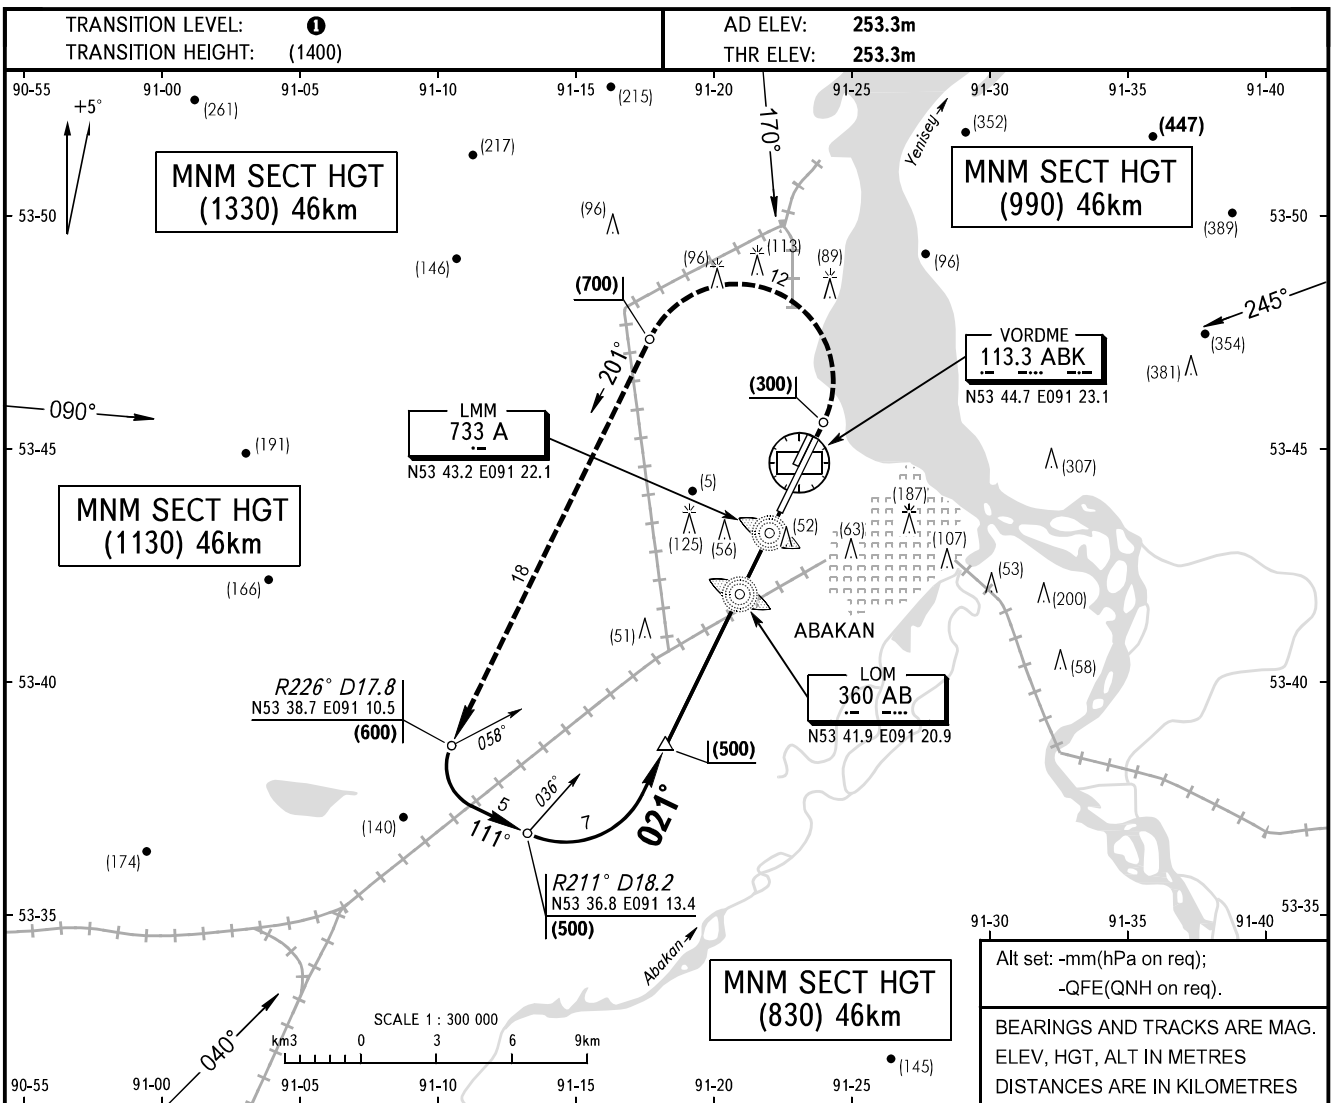 TRANSITION LEVEL: 1
TRANSITION HEIGHT: (1400)
AD ELEV: 253.3m
THR ELEV: 253.3m
90-55 91-00 91-05 91-10 91-15 91-20 91-25 91-30 91-35 91-40
+5°
(261)
(215)
(217)
170°
Yenisey
(352)
(447)
MNM SECT HGT
(1330) 46km
MNM SECT HGT
(990) 46km
53-50
53-50
(96)
(389)
(146)
(96)
(113)
(89)
(96)
12
(700)
245°
(354)
(381)
VORDME
113.3 ABK
N53 44.7 E091 23.1
201°
(300)
090°
LMM
733 A
N53 43.2 E091 22.1
53-45
53-45
(191)
(307)
(5)
(187)
MNM SECT HGT
(1130) 46km
(125)
(56)
(52)
(63)
(107)
(53)
(200)
(166)
18
(51)
ABAKAN
(58)
LOM
360 AB
N53 41.9 E091 20.9
53-40
53-40
R226° D17.8
N53 38.7 E091 10.5
(600)
058°
(500)
036°
5
111°
7
021°
(140)
(174)
R211° D18.2
N53 36.8 E091 13.4
(500)
53-35
53-35
91-30 91-35 91-40
Abakan
MNM SECT HGT
(830) 46km
Alt set: -mm(hPa on req);
-QFE(QNH on req).
SCALE 1 : 300 000
km3 0 3 6 9km
040°
(145)
BEARINGS AND TRACKS ARE MAG.
ELEV, HGT, ALT IN METRES
DISTANCES ARE IN KILOMETRES
90-55 91-00 91-05 91-10 91-15 91-20 91-25